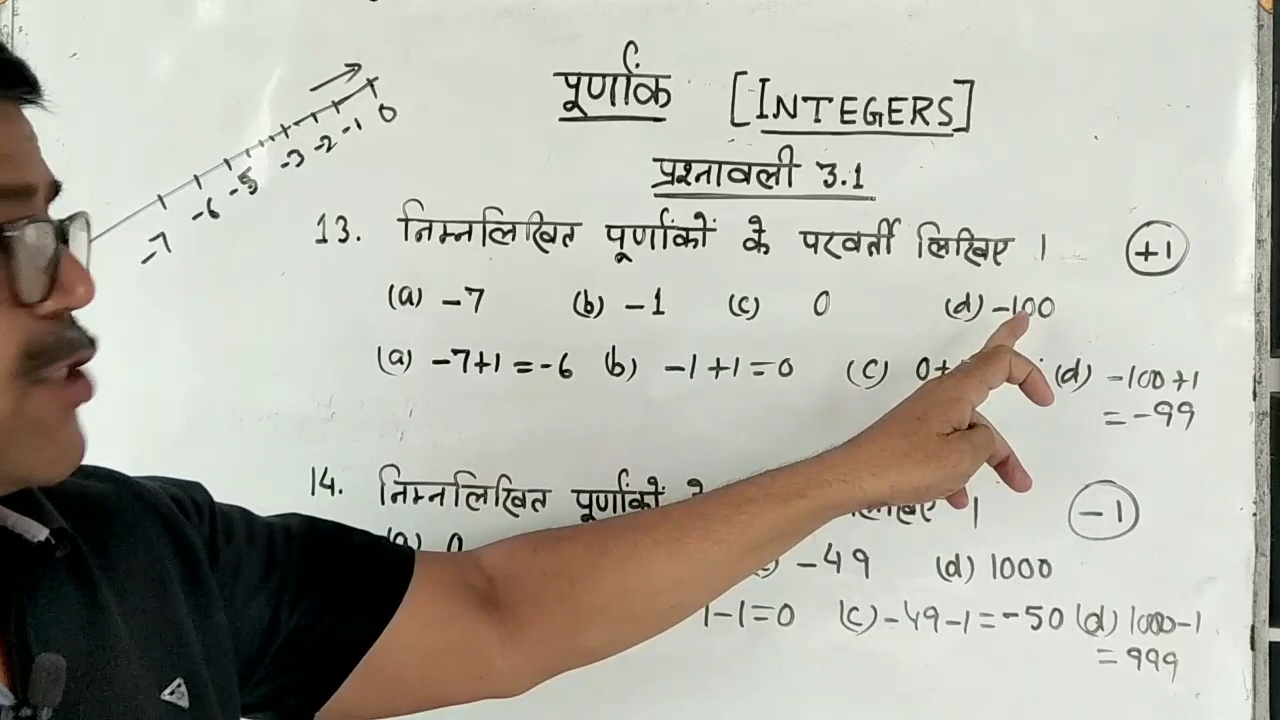 पूर्णांक [INTEGERS]
प्रश्नावली 3.1
-7 -6 -5 -3 -2 -1 0
13. निम्नलिखित पूर्णांकों के परवर्ती लिखिए । +1
(a) -7 (b) -1 (c) 0 (d) -100
(a) -7+1 = -6 (b) -1+1=0 (c) 0+ (d) -100+1
= -99
14. निम्नलिखित पूर्णांकों लिखिए । -1
(a) 0 -49 (d) 1000
1-1=0 (c) -49-1=-50 (d) 1000-1
= 999